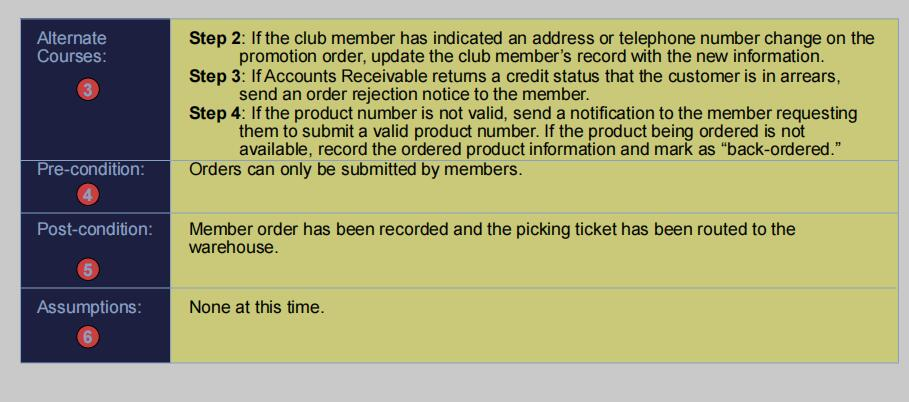 Alternate
Courses:
3
Step 2: If the club member has indicated an address or telephone number change on the
promotion order, update the club member’s record with the new information.
Step 3: If Accounts Receivable returns a credit status that the customer is in arrears,
send an order rejection notice to the member.
Step 4: If the product number is not valid, send a notification to the member requesting
them to submit a valid product number. If the product being ordered is not
available, record the ordered product information and mark as “back-ordered.”
Pre-condition:
4
Orders can only be submitted by members.
Post-condition:
5
Member order has been recorded and the picking ticket has been routed to the
warehouse.
Assumptions:
6
None at this time.